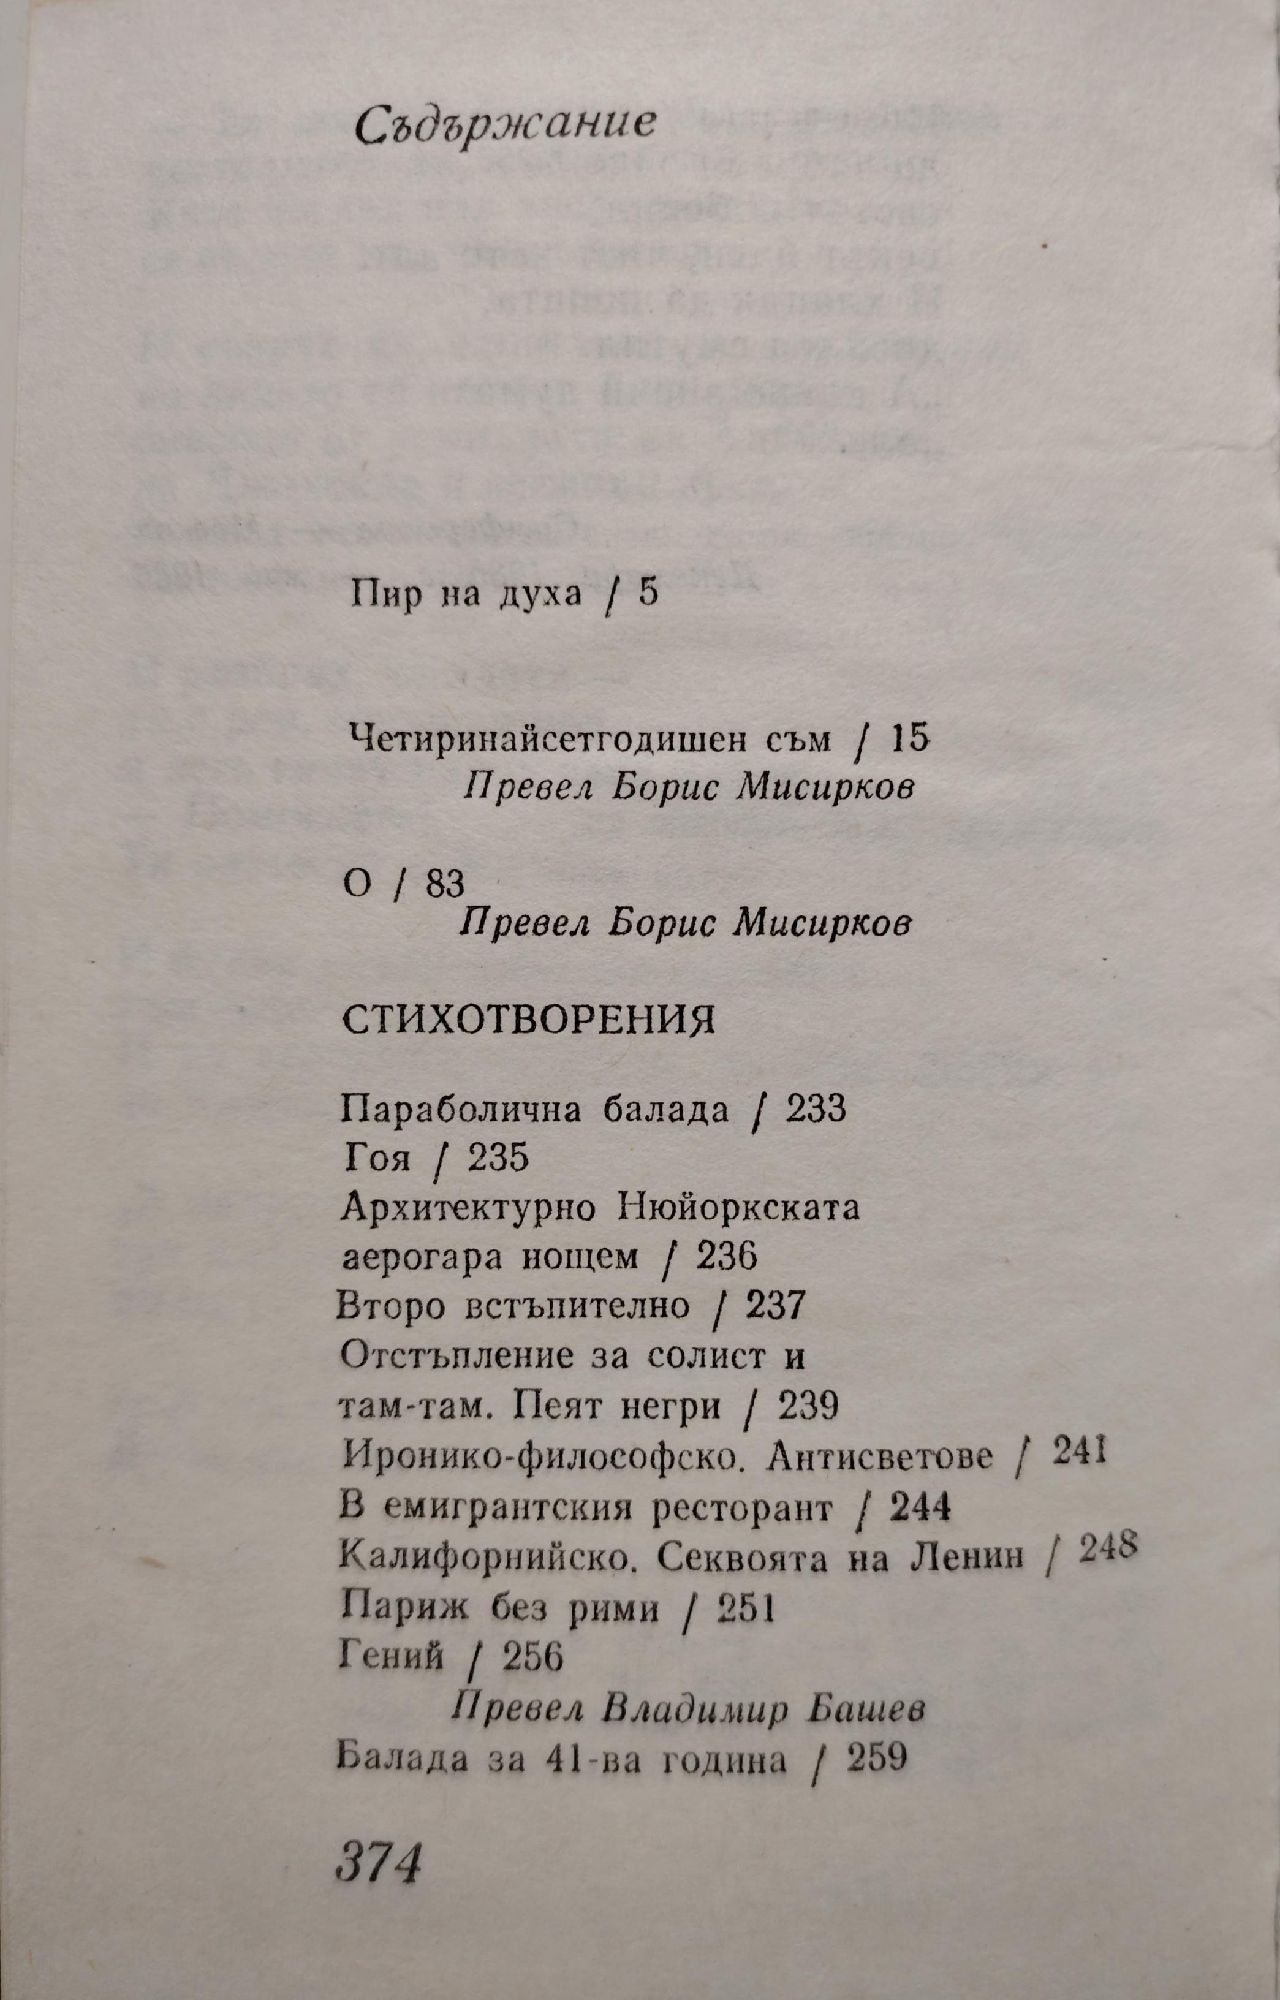 Съдържание
Пир на духа / 5
Четиринайсетгодишен съм / 15
Превел Борис Мисирков
О / 83
Превел Борис Мисирков
СТИХОТВОРЕНИЯ
Параболична балада / 233
Гоя / 235
Архитектурно Нюйоркската
аерогара нощем / 236
Второ встъпително / 237
Отстъпление за солист и
там-там. Пеят негри / 239
Иронико-философско. Антисветове / 241
В емигрантския ресторант / 244
Калифорнийско. Секвоята на Ленин / 248
Париж без рими / 251
Гений / 256
Превел Владимир Башев
Балада за 41-ва година / 259
374